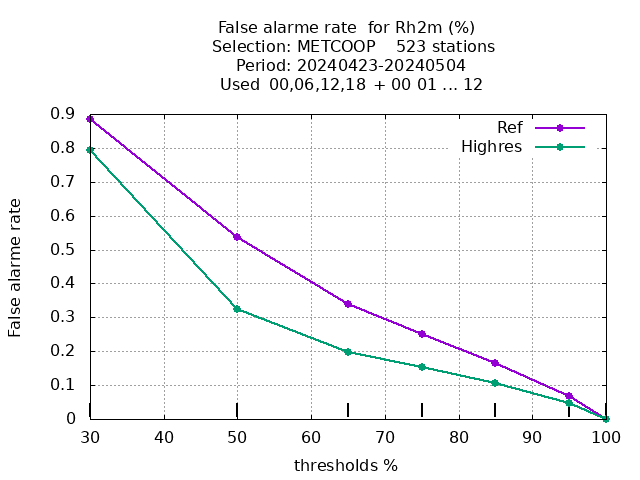 False alarme rate  for Rh2m (%)
Selection: METCOOP    523 stations
Period: 20240423-20240504
Used  00,06,12,18  + 00 01 ... 12
Ref
Highres
False alarme rate
0.9
0.8
0.7
0.6
0.5
0.4
0.3
0.2
0.1
0
30 40 50 60 70 80 90 100
thresholds %